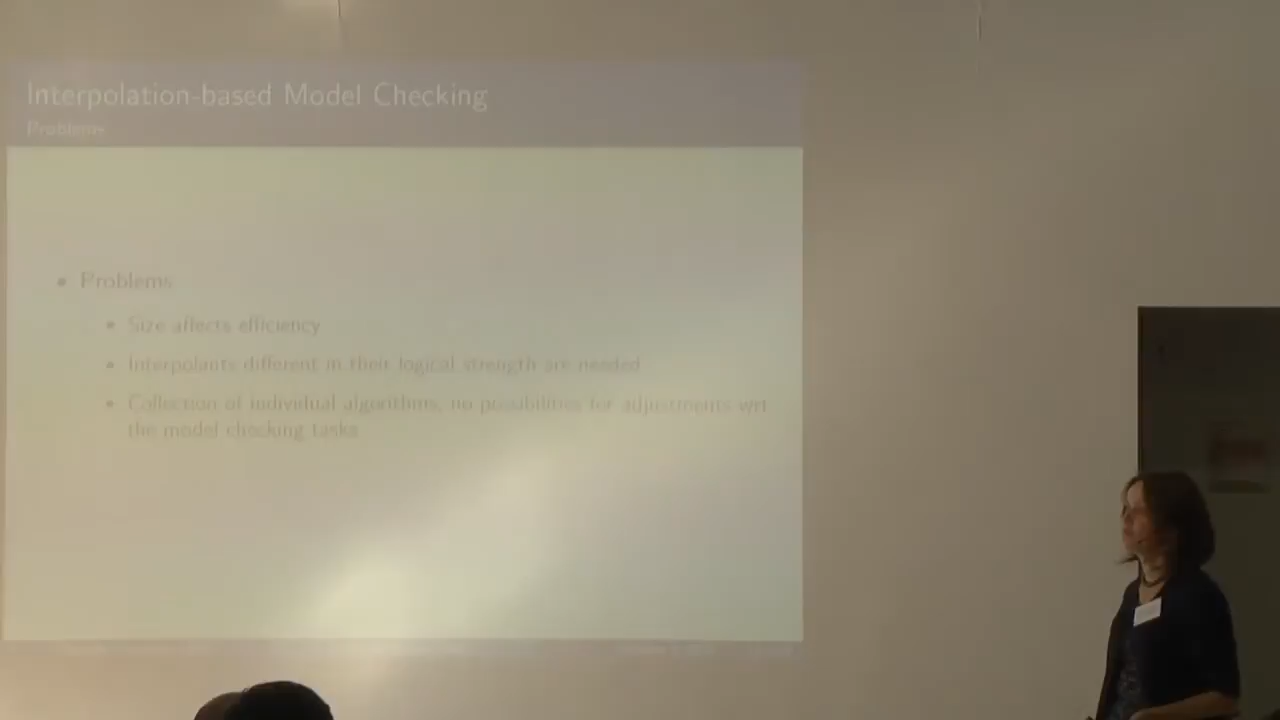 Interpolation-based Model Checking
Problems
Problems
Size affects efficiency
Interpolants different in their logical strength are needed
Collection of individual algorithms, no possibilities for adjustments wrt
the model checking tasks